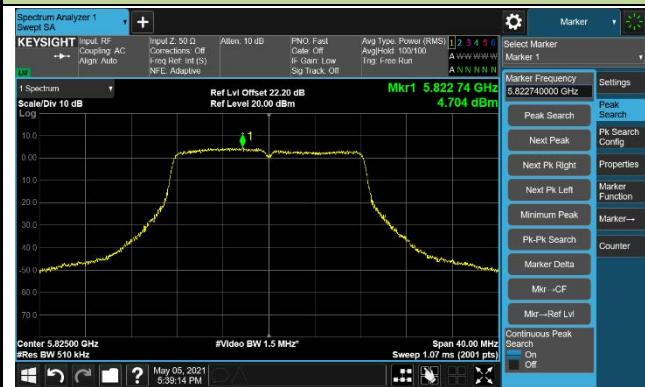 Spectrum Analyzer 1
Swept SA
+
Marker
KEYSIGHT
Input: RF
Coupling: AC
Align: Auto
Input Z: 50 Ω
Corrections: Off
Freq Ref: Int (S)
NFE: Adaptive
Atten: 10 dB
PNO: Fast
Gate: Off
IF Gain: Low
Sig Track: Off
Avg Type: Power (RMS)
Avg|Hold: 100/100
Trig: Free Run
1 2 3 4 5 6
A W W W W W
A N N N N N
LXI
Select Marker
Marker 1
1 Spectrum
Scale/Div 10 dB
Log
Ref Lvl Offset 22.20 dB
Ref Level 20.00 dBm
Mkr1 5.822 74 GHz
4.704 dBm
1
10.0
0.00
-10.0
-20.0
-30.0
-40.0
-50.0
-60.0
-70.0
Center 5.82500 GHz
#Res BW 510 kHz
#Video BW 1.5 MHz*
Span 40.00 MHz
Sweep 1.07 ms (2001 pts)
Marker Frequency
5.822740000 GHz
Peak Search
Next Peak
Next Pk Right
Next Pk Left
Minimum Peak
Pk-Pk Search
Marker Delta
Mkr→CF
Mkr→Ref Lvl
Continuous Peak
Search
On
Off
Settings
Peak
Search
Pk Search
Config
Properties
Marker
Function
Marker→
Counter
?
May 05, 2021
5:39:14 PM